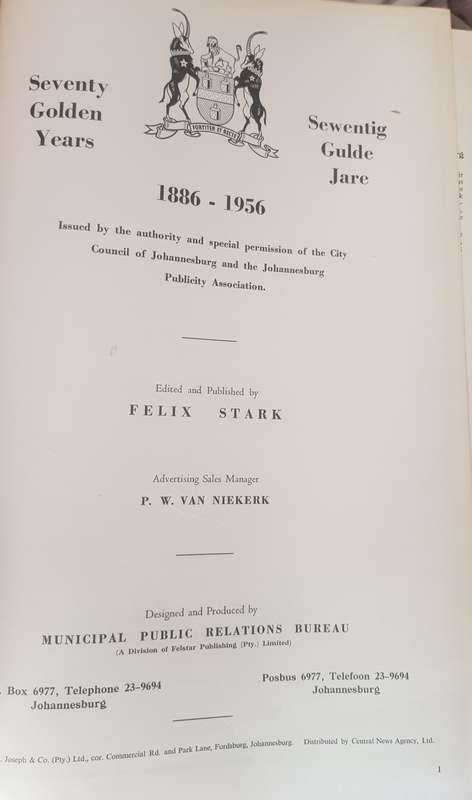 FORTITER ET RECTE
Seventy
Golden
Years
Sewentig
Gulde
Jare
1886 - 1956
Issued by the authority and special permission of the City
Council of Johannesburg and the Johannesburg
Publicity Association.
Edited and Published by
FELIX STARK
Advertising Sales Manager
P. W. VAN NIEKERK
Designed and Produced by
MUNICIPAL PUBLIC RELATIONS BUREAU
(A Division of Felstar Publishing (Pty.) Limited)
. Box 6977, Telephone 23-9694
Johannesburg
Posbus 6977, Telefoon 23-9694
Johannesburg
. Joseph & Co. (Pty.) Ltd., cor. Commercial Rd. and Park Lane, Fordsburg, Johannesburg. Distributed by Central News Agency, Ltd.
1